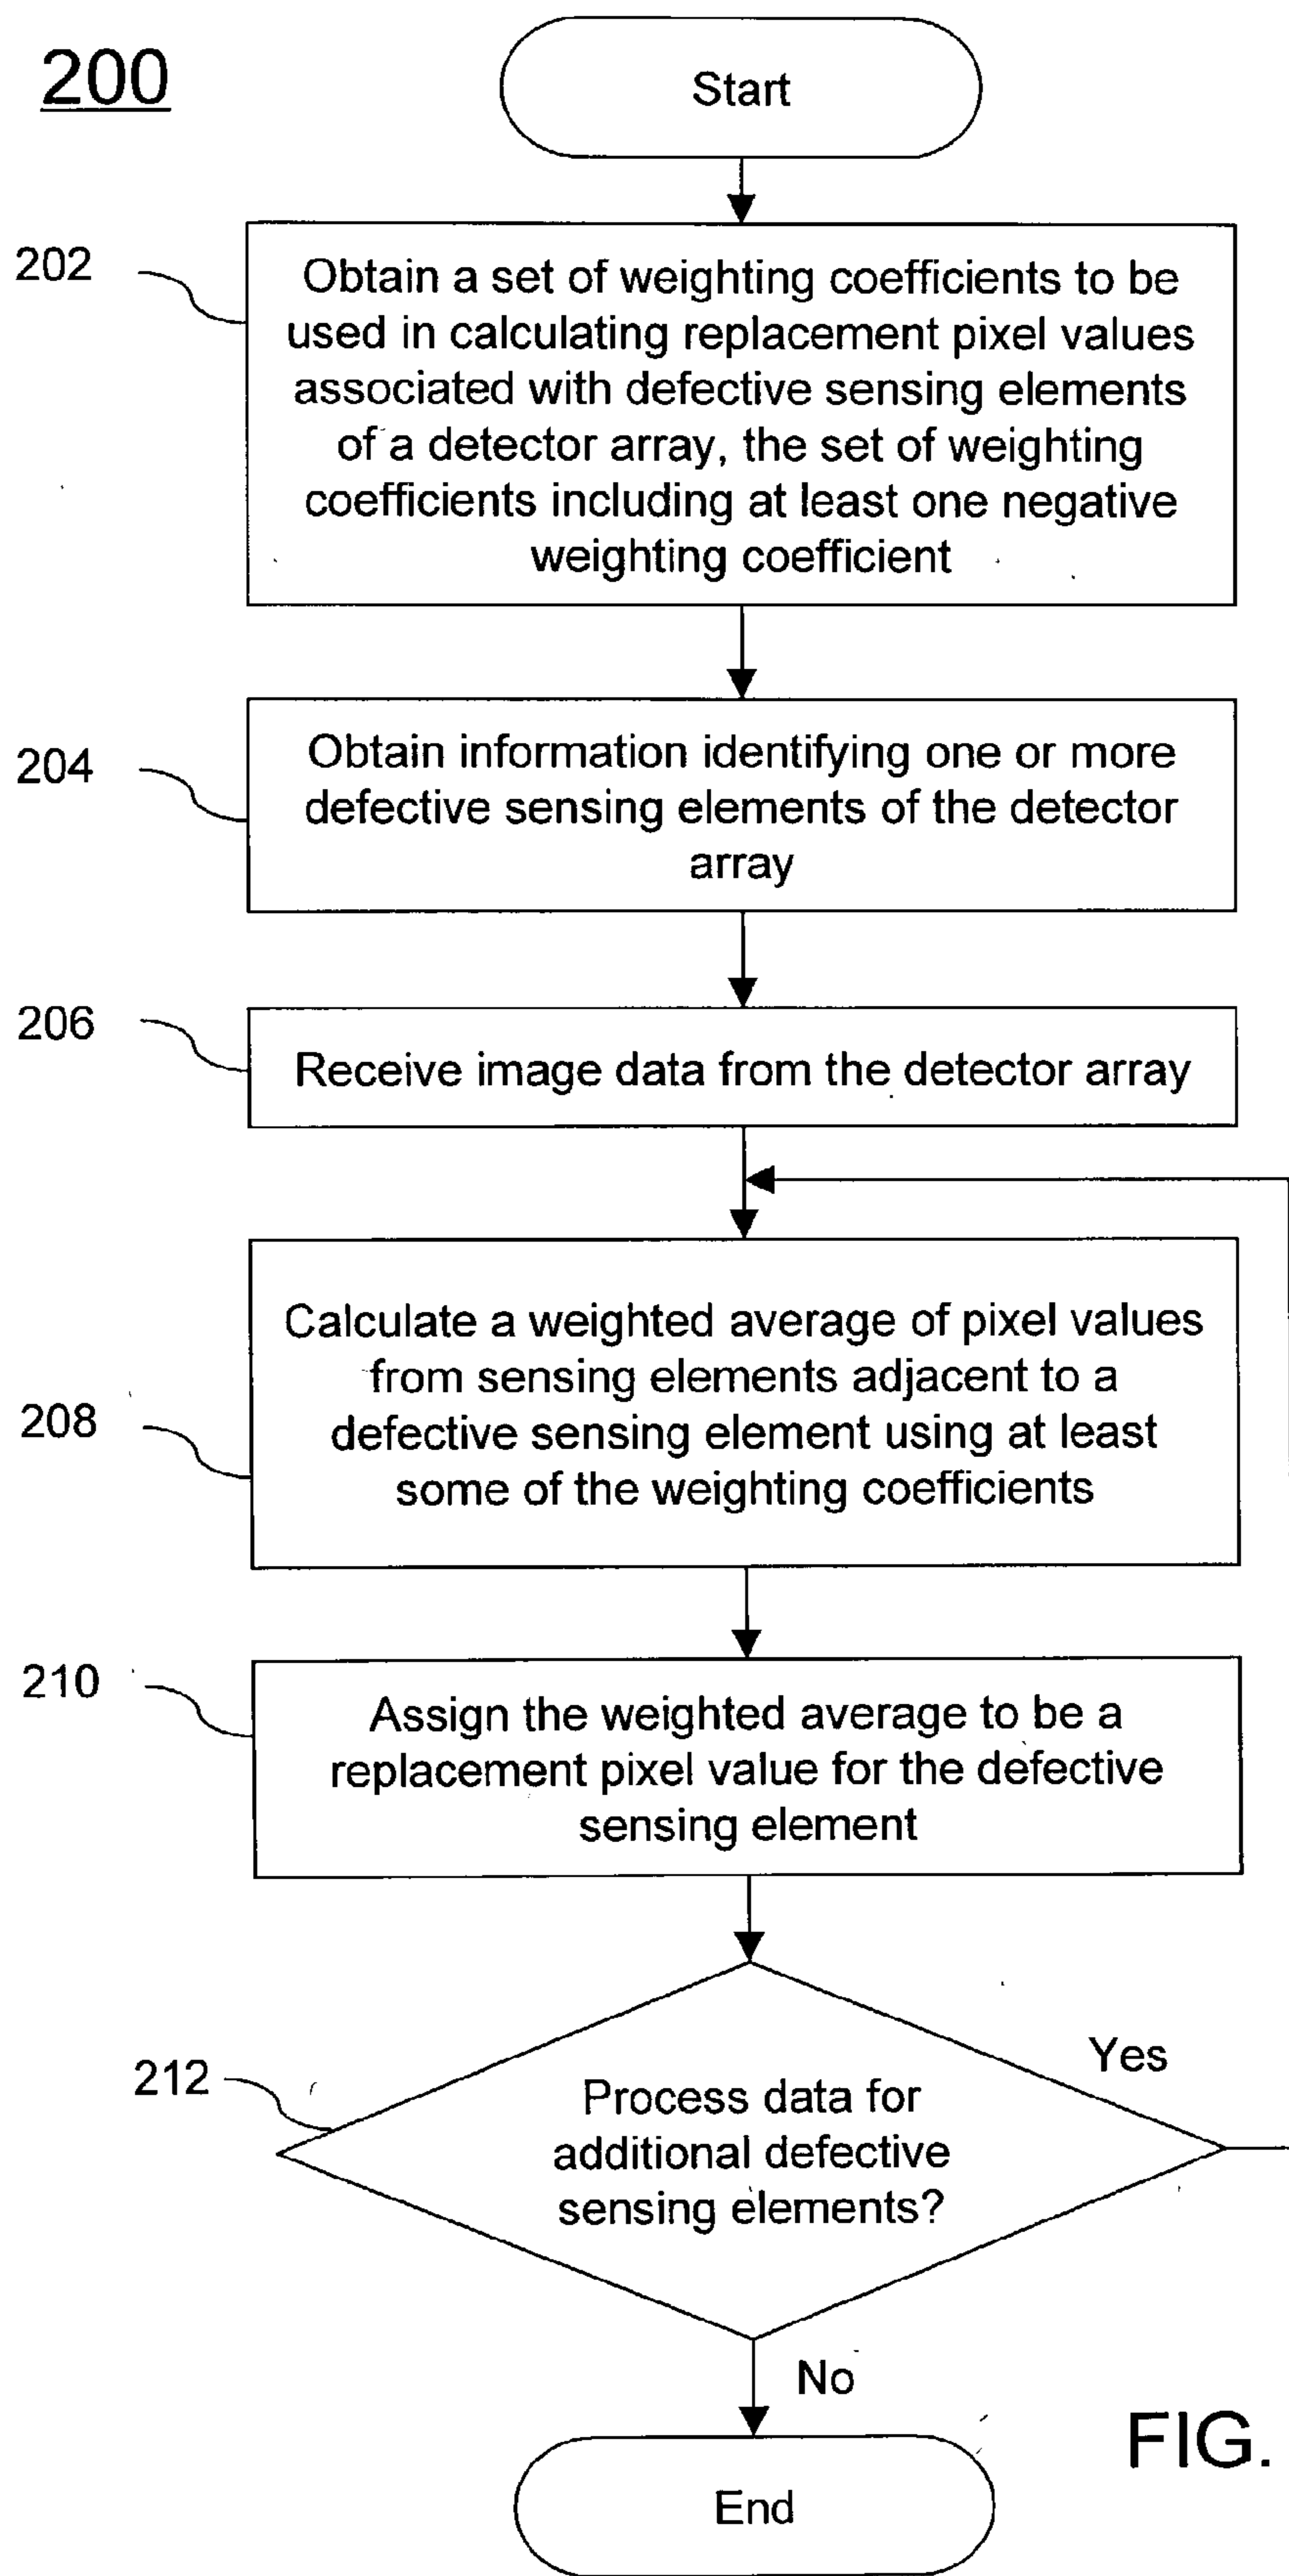 200
Start
202
Obtain a set of weighting coefficients to be
used in calculating replacement pixel values
associated with defective sensing elements
of a detector array, the set of weighting
coefficients including at least one negative
weighting coefficient
204
Obtain information identifying one or more
defective sensing elements of the detector
array
206
Receive image data from the detector array
208
Calculate a weighted average of pixel values
from sensing elements adjacent to a
defective sensing element using at least
some of the weighting coefficients
210
Assign the weighted average to be a
replacement pixel value for the defective
sensing element
212
Process data for
additional defective
sensing elements?
Yes
No
End
FIG.